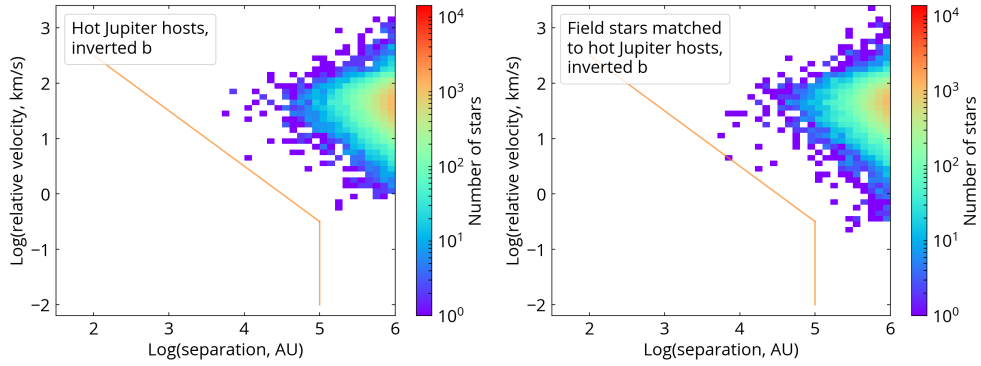 Hot Jupiter hosts,
inverted b
Log(relative velocity, km/s)
3
2
1
0
−1
−2
2
3
4
5
6
Log(separation, AU)
10^4
10^3
10^2
10^1
10^0
Number of stars
Field stars matched
to hot Jupiter hosts,
inverted b
Log(relative velocity, km/s)
3
2
1
0
−1
−2
2
3
4
5
6
Log(separation, AU)
10^4
10^3
10^2
10^1
10^0
Number of stars